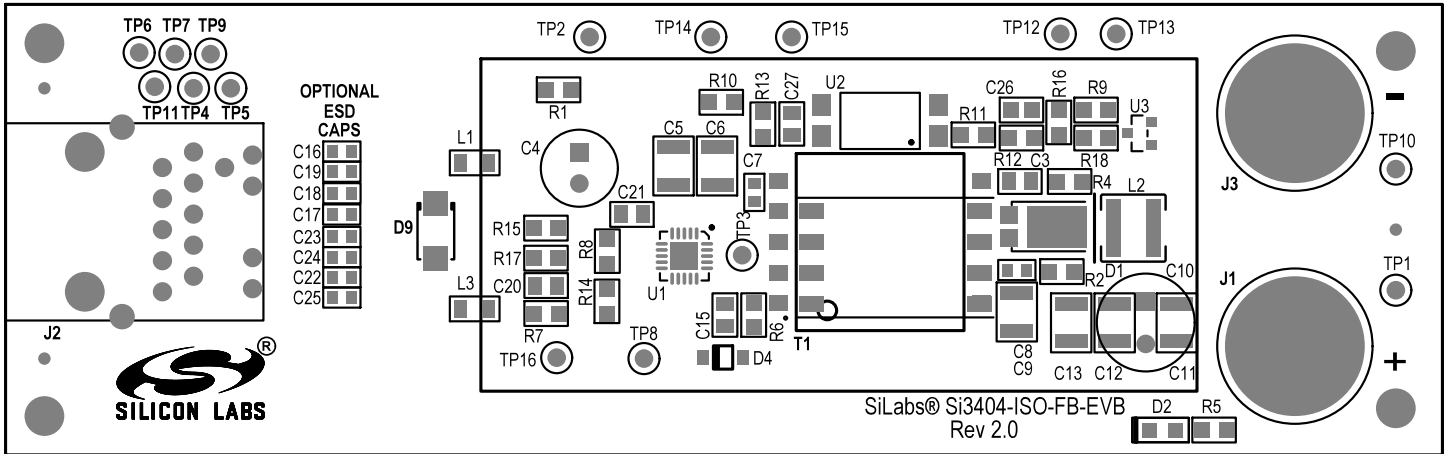 TP6 TP7 TP9
TP2
TP14
TP15
TP12
TP13
TP11 TP4 TP5
OPTIONAL
ESD
CAPS
C16
C19
C18
C17
C23
C24
C22
C25
J2
SILICON LABS
®
L1
D9
L3
R1
C4
R10
R13
C27
U2
C26
R16
R9
U3
R11
C5
C6
C7
R12
C3
R18
R4
L2
C21
R15
R17
C20
R7
R8
R14
TP3
U1
TP16
TP8
C15
R6
D4
T1
R2
D1
C10
C8
C9
C13
C12
C11
J3
-
TP10
J1
TP1
+
SiLabs® Si3404-ISO-FB-EVB
Rev 2.0
D2
R5